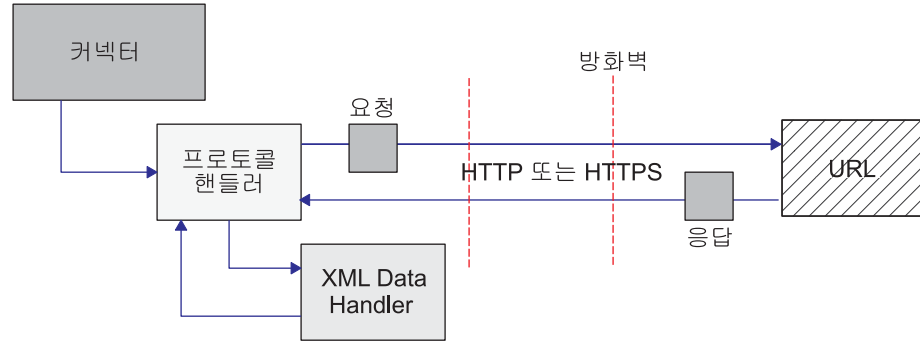 커넥터
방화벽
요청
프로토콜
핸들러
HTTP 또는 HTTPS
URL
응답
XML Data
Handler